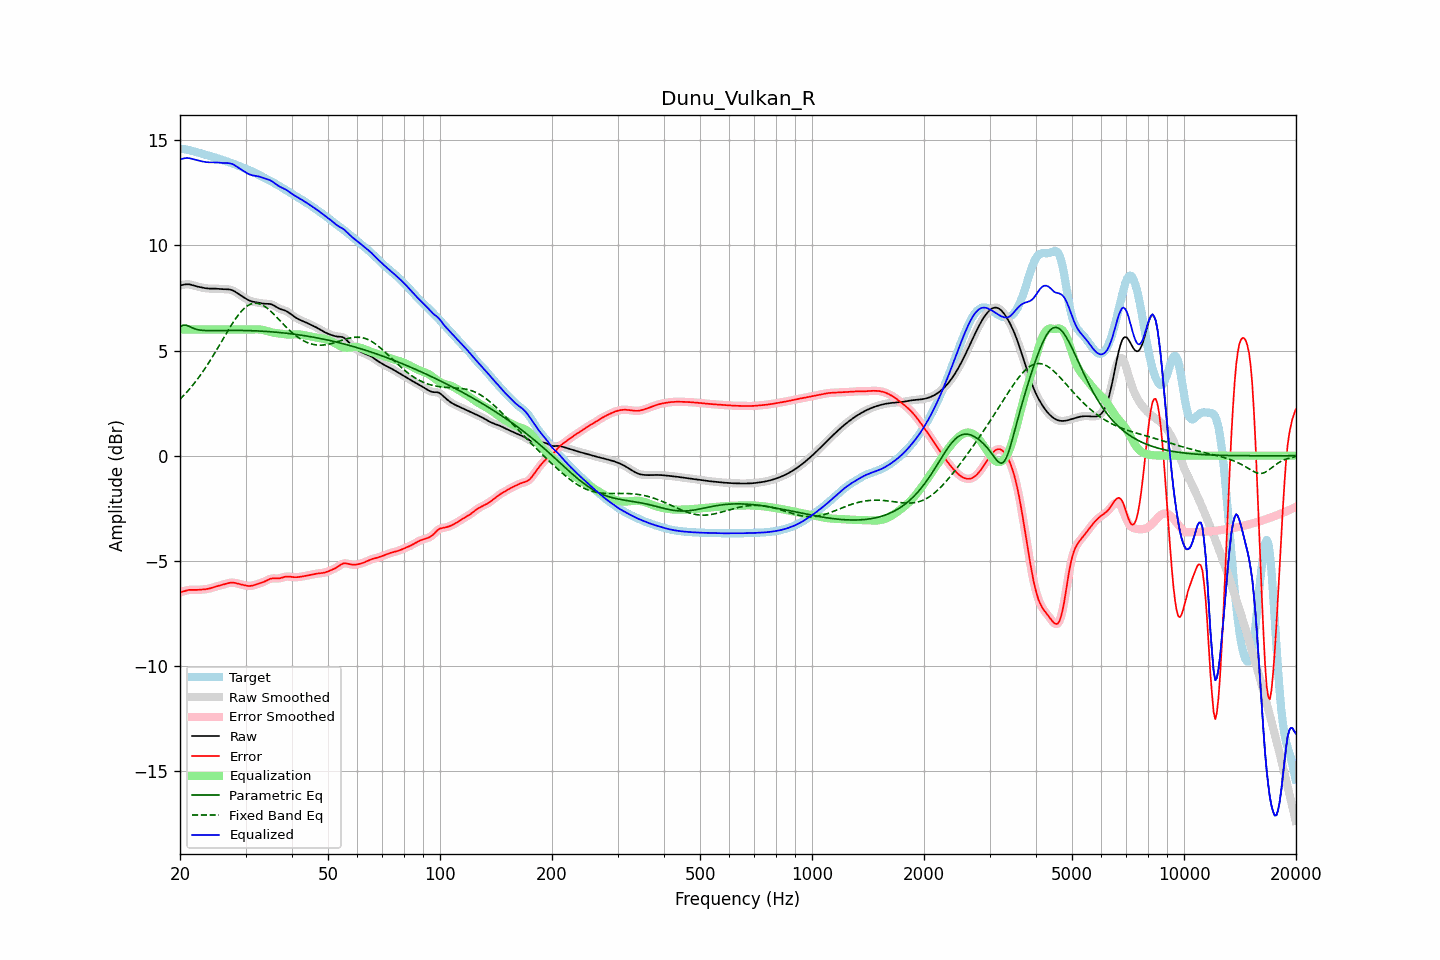 Dunu_Vulkan_R
Amplitude (dBr)
15
10
5
0
−5
−10
−15
Target
Raw Smoothed
Error Smoothed
Raw
Error
Equalization
Parametric Eq
Fixed Band Eq
Equalized
20 50 100 200 500 1000 2000 5000 10000 20000
Frequency (Hz)